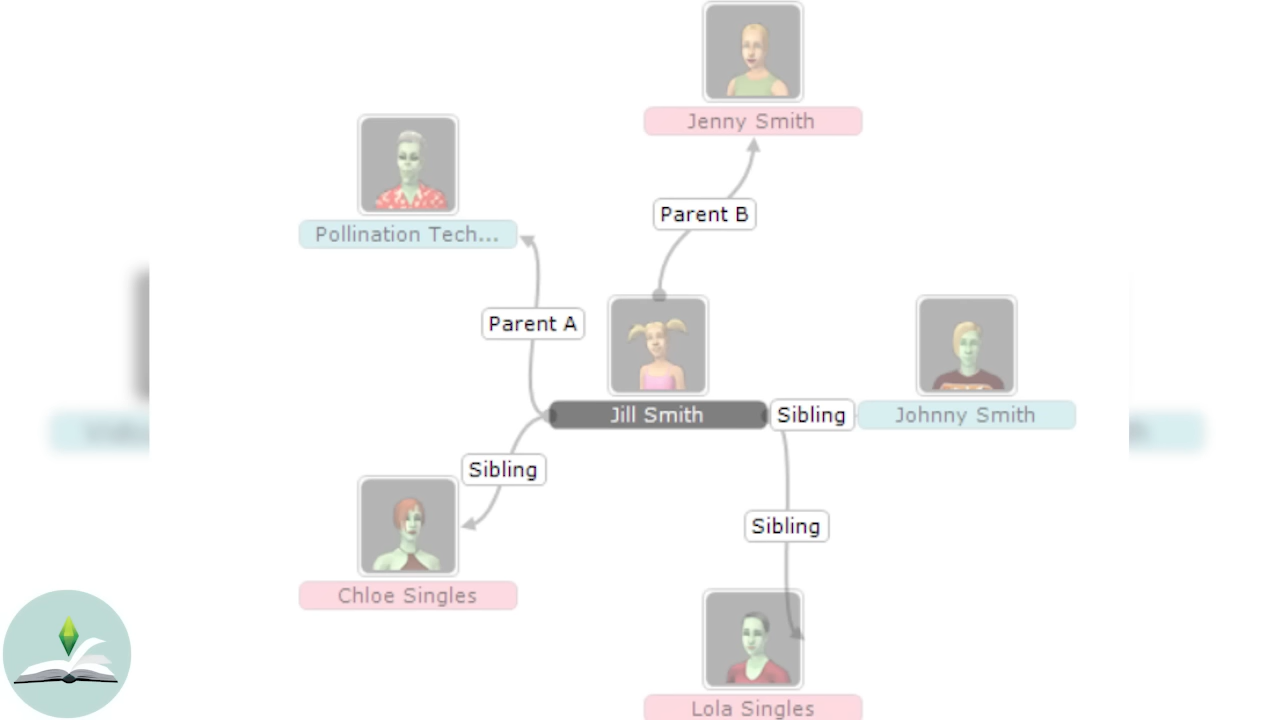 Jenny Smith
Pollination Tech...
Parent B
Parent A
Jill Smith
Sibling
Johnny Smith
Sibling
Sibling
Chloe Singles
Lola Singles